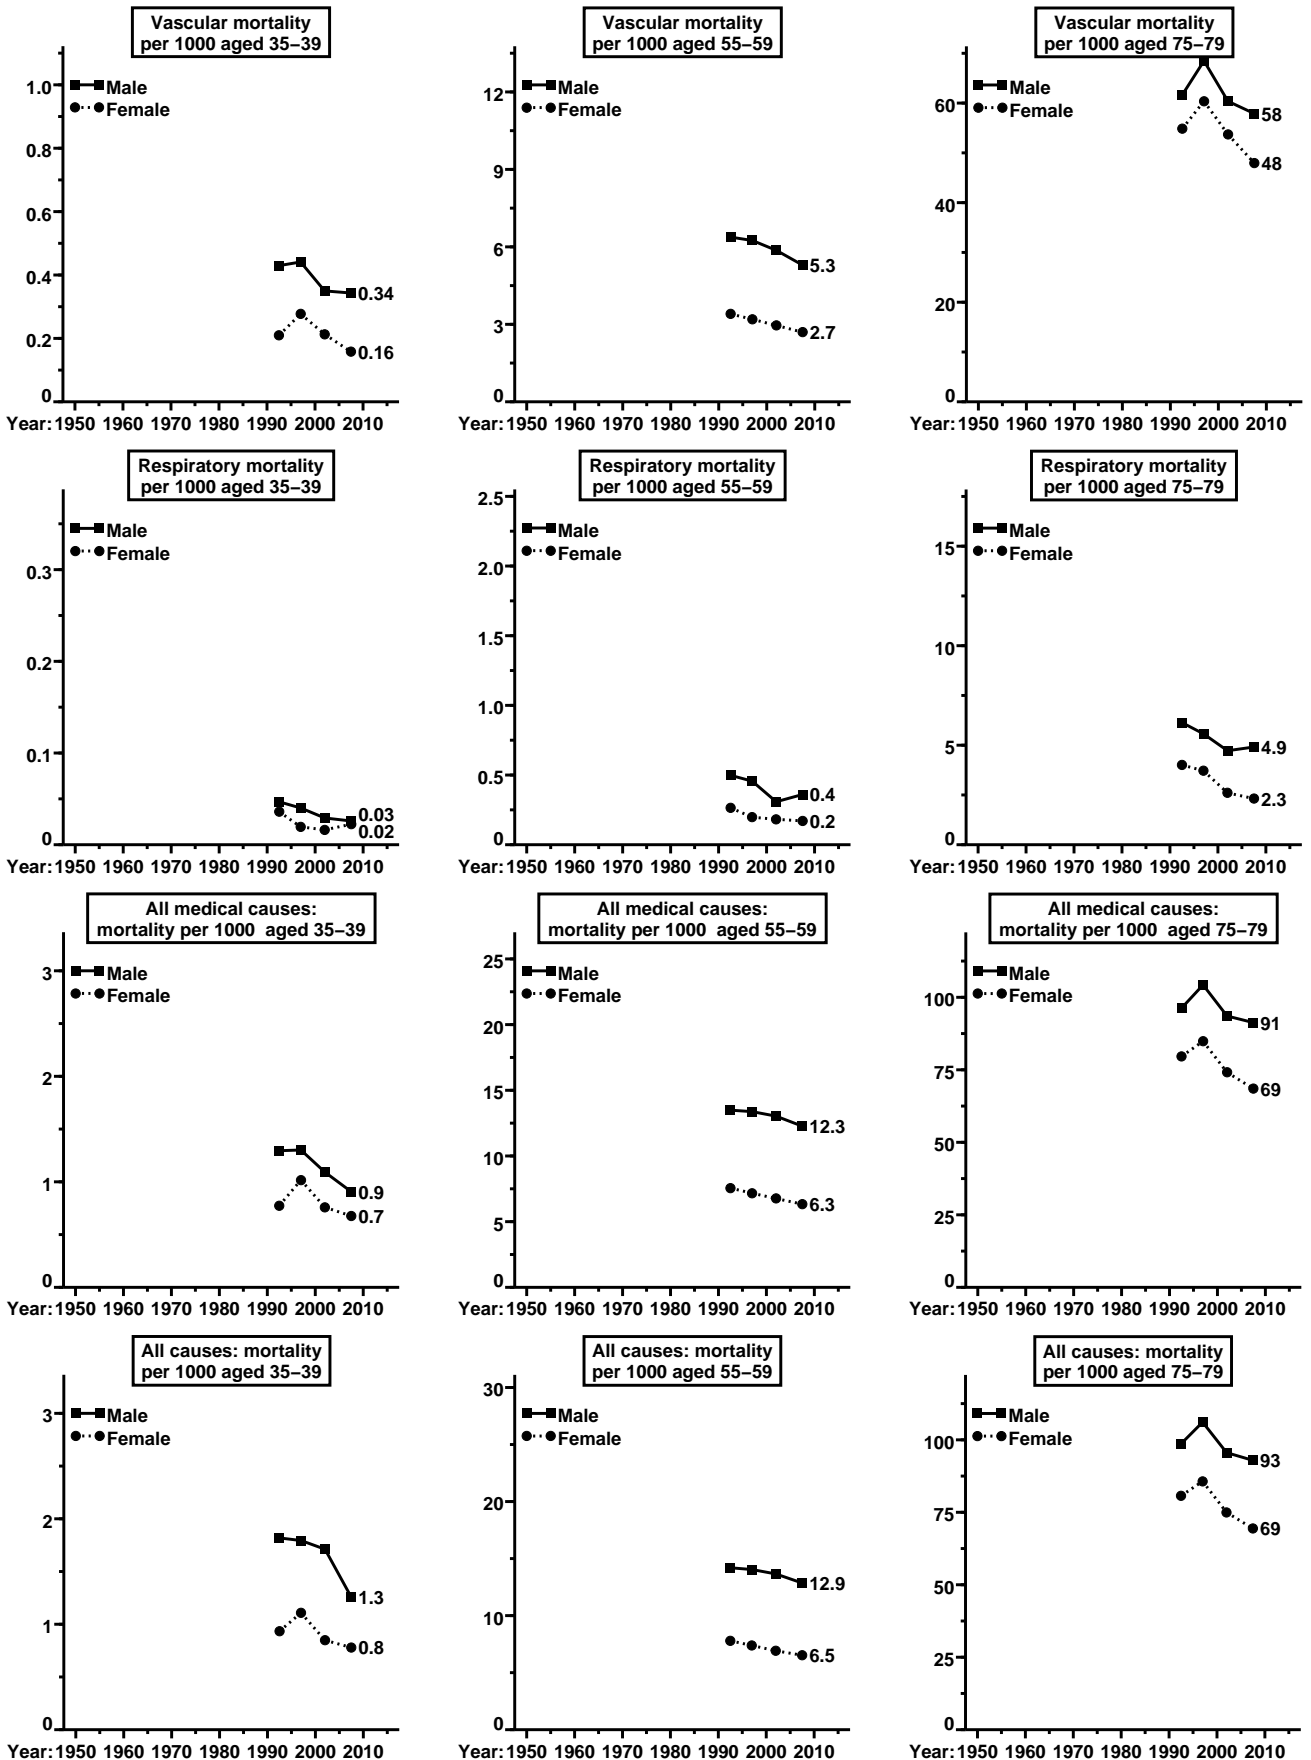 Vascular mortality
per 1000 aged 35–39
1.0
0.8
0.6
0.4
0.2
0
Male
Female
0.34
0.16
Year: 1950 1960 1970 1980 1990 2000 2010
Vascular mortality
per 1000 aged 55–59
12
9
6
3
0
Male
Female
5.3
2.7
Year: 1950 1960 1970 1980 1990 2000 2010
Vascular mortality
per 1000 aged 75–79
60
40
20
0
Male
Female
58
48
Year: 1950 1960 1970 1980 1990 2000 2010
Respiratory mortality
per 1000 aged 35–39
0.3
0.2
0.1
0
Male
Female
0.03
0.02
Year: 1950 1960 1970 1980 1990 2000 2010
Respiratory mortality
per 1000 aged 55–59
2.5
2.0
1.5
1.0
0.5
0
Male
Female
0.4
0.2
Year: 1950 1960 1970 1980 1990 2000 2010
Respiratory mortality
per 1000 aged 75–79
15
10
5
0
Male
Female
4.9
2.3
Year: 1950 1960 1970 1980 1990 2000 2010
All medical causes:
mortality per 1000 aged 35–39
3
2
1
0
Male
Female
0.9
0.7
Year: 1950 1960 1970 1980 1990 2000 2010
All medical causes:
mortality per 1000 aged 55–59
25
20
15
10
5
0
Male
Female
12.3
6.3
Year: 1950 1960 1970 1980 1990 2000 2010
All medical causes:
mortality per 1000 aged 75–79
100
75
50
25
0
Male
Female
91
69
Year: 1950 1960 1970 1980 1990 2000 2010
All causes: mortality
per 1000 aged 35–39
3
2
1
0
Male
Female
1.3
0.8
Year: 1950 1960 1970 1980 1990 2000 2010
All causes: mortality
per 1000 aged 55–59
30
20
10
0
Male
Female
12.9
6.5
Year: 1950 1960 1970 1980 1990 2000 2010
All causes: mortality
per 1000 aged 75–79
100
75
50
25
0
Male
Female
93
69
Year: 1950 1960 1970 1980 1990 2000 2010